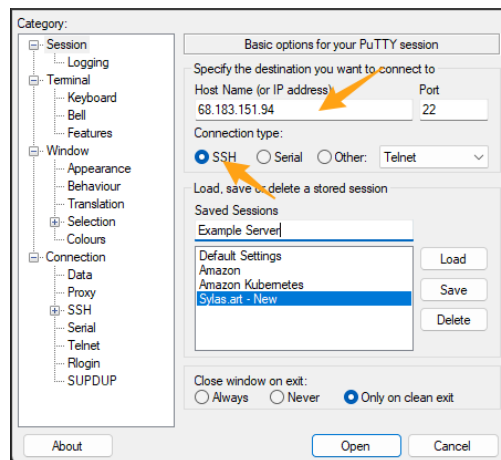 Category:
Session
Logging
Terminal
Keyboard
Bell
Features
Window
Appearance
Behaviour
Translation
Selection
Colours
Connection
Data
Proxy
SSH
Serial
Telnet
Rlogin
SUPDUP
Basic options for your PuTTY session
Specify the destination you want to connect to
Host Name (or IP address) Port
68.183.151.94 22
Connection type:
SSH Serial Other: Telnet
Load, save or delete a stored session
Saved Sessions
Example Server
Default Settings
Amazon
Amazon Kubernetes
Sylas.art - New
Load
Save
Delete
Close window on exit:
Always Never Only on clean exit
About Open Cancel